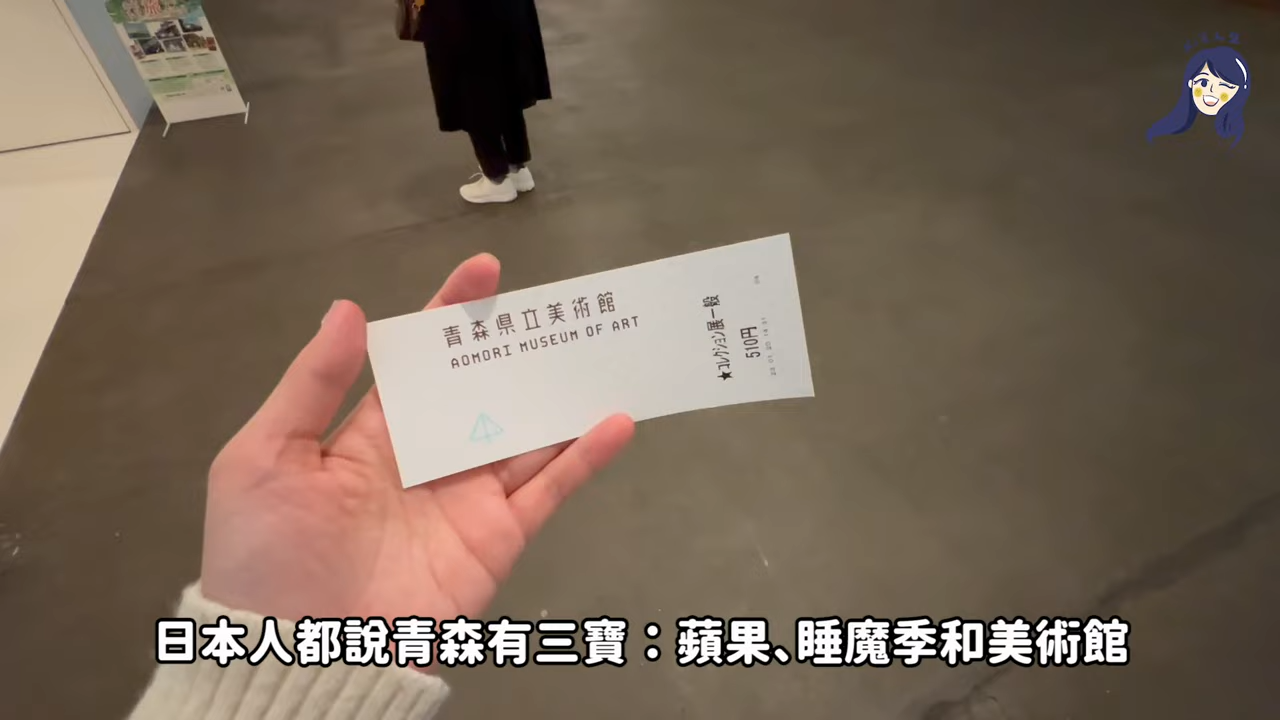 青森県立美術館
AOMORI MUSEUM OF ART
★コレクション展一般
510円
日本人都說青森有三寶：蘋果、睡魔季和美術館